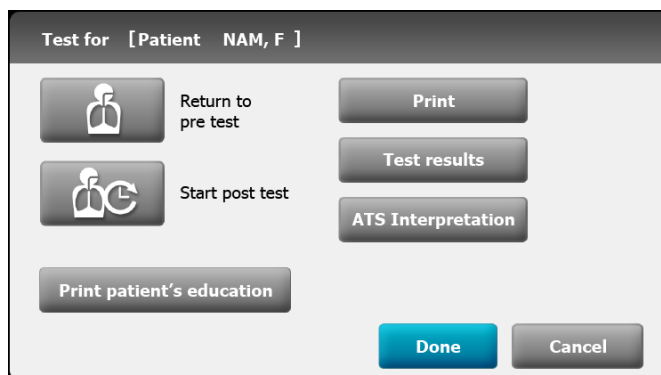 Test for [Patient NAM, F ]
Return to
pre test
Start post test
Print
Test results
ATS Interpretation
Print patient's education
Done
Cancel